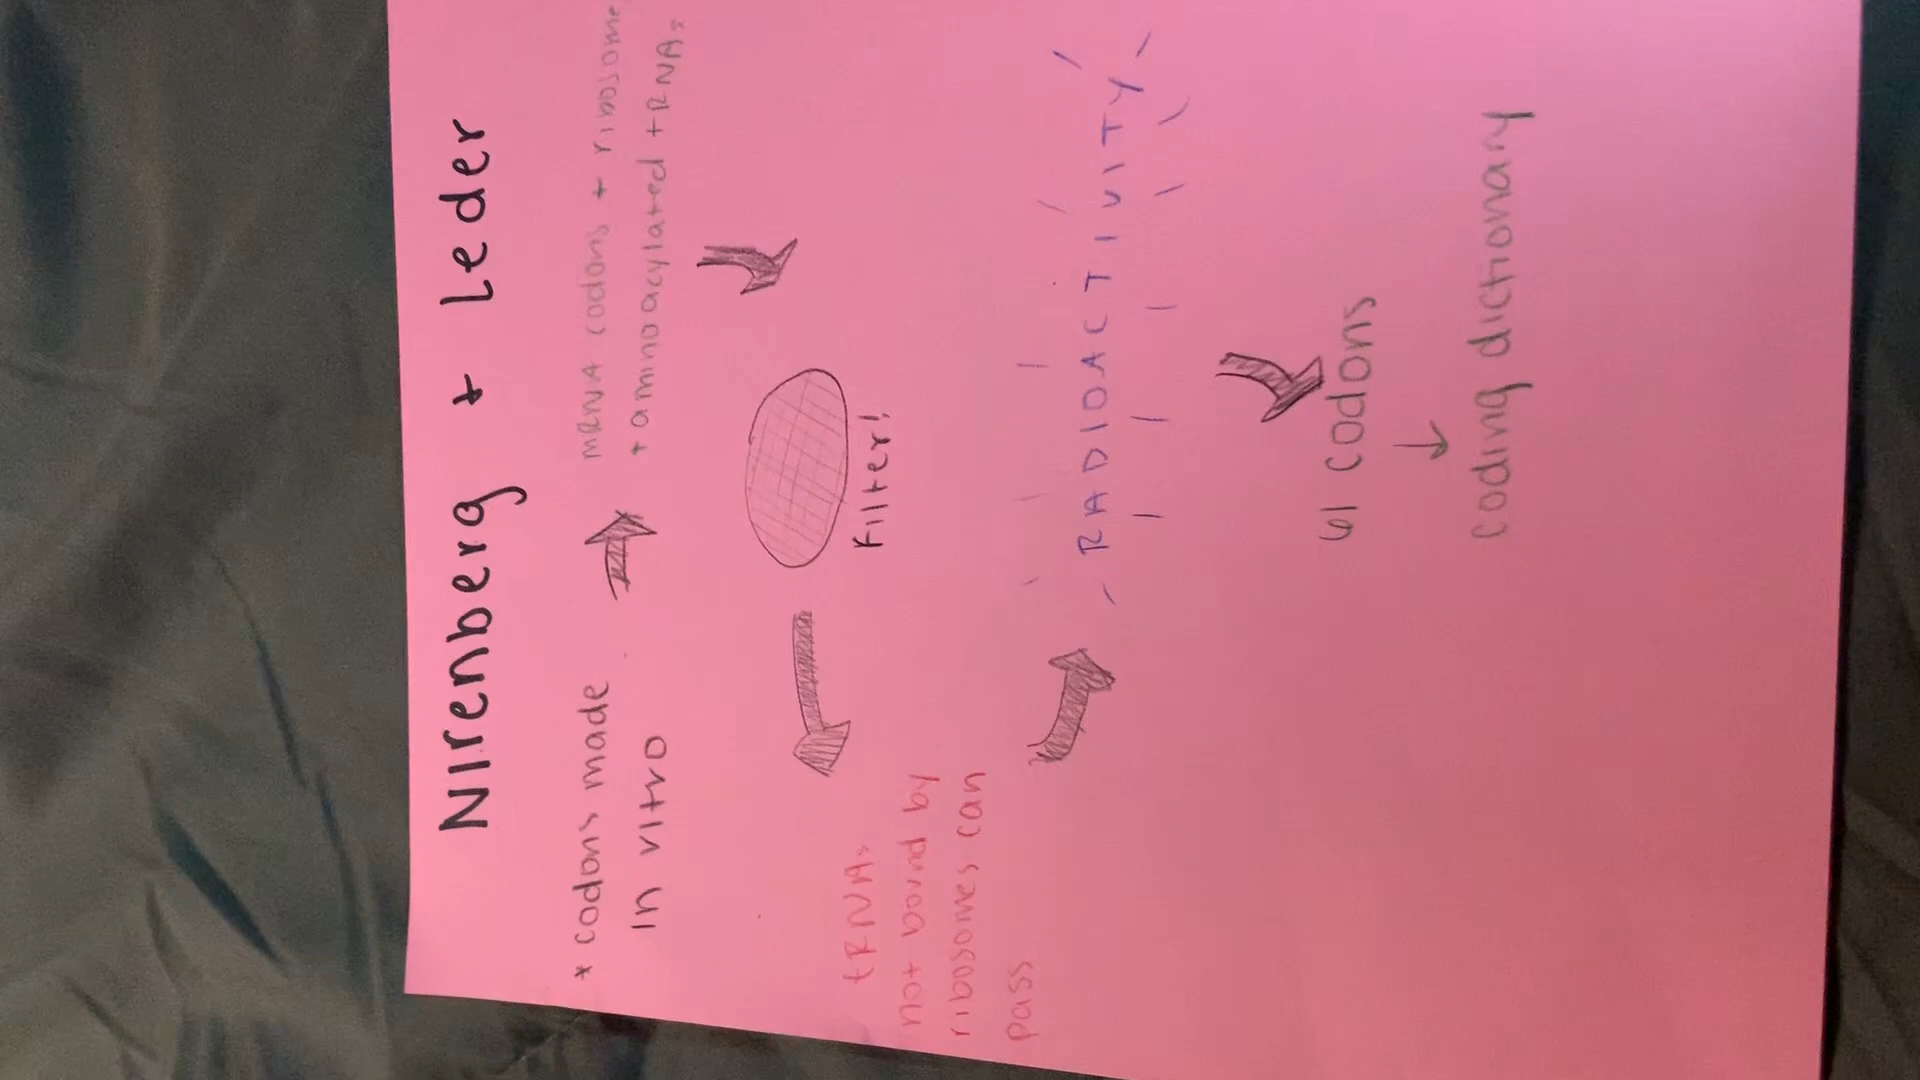 Nirenberg + Leder
* codons made
in vitro
mRNA codons + ribosome
+ aminoacylated tRNAs
Filter!
tRNAs
not bound by
ribosomes can
pass
RADIOACTIVITY
61 codons
↓
coding dictionary